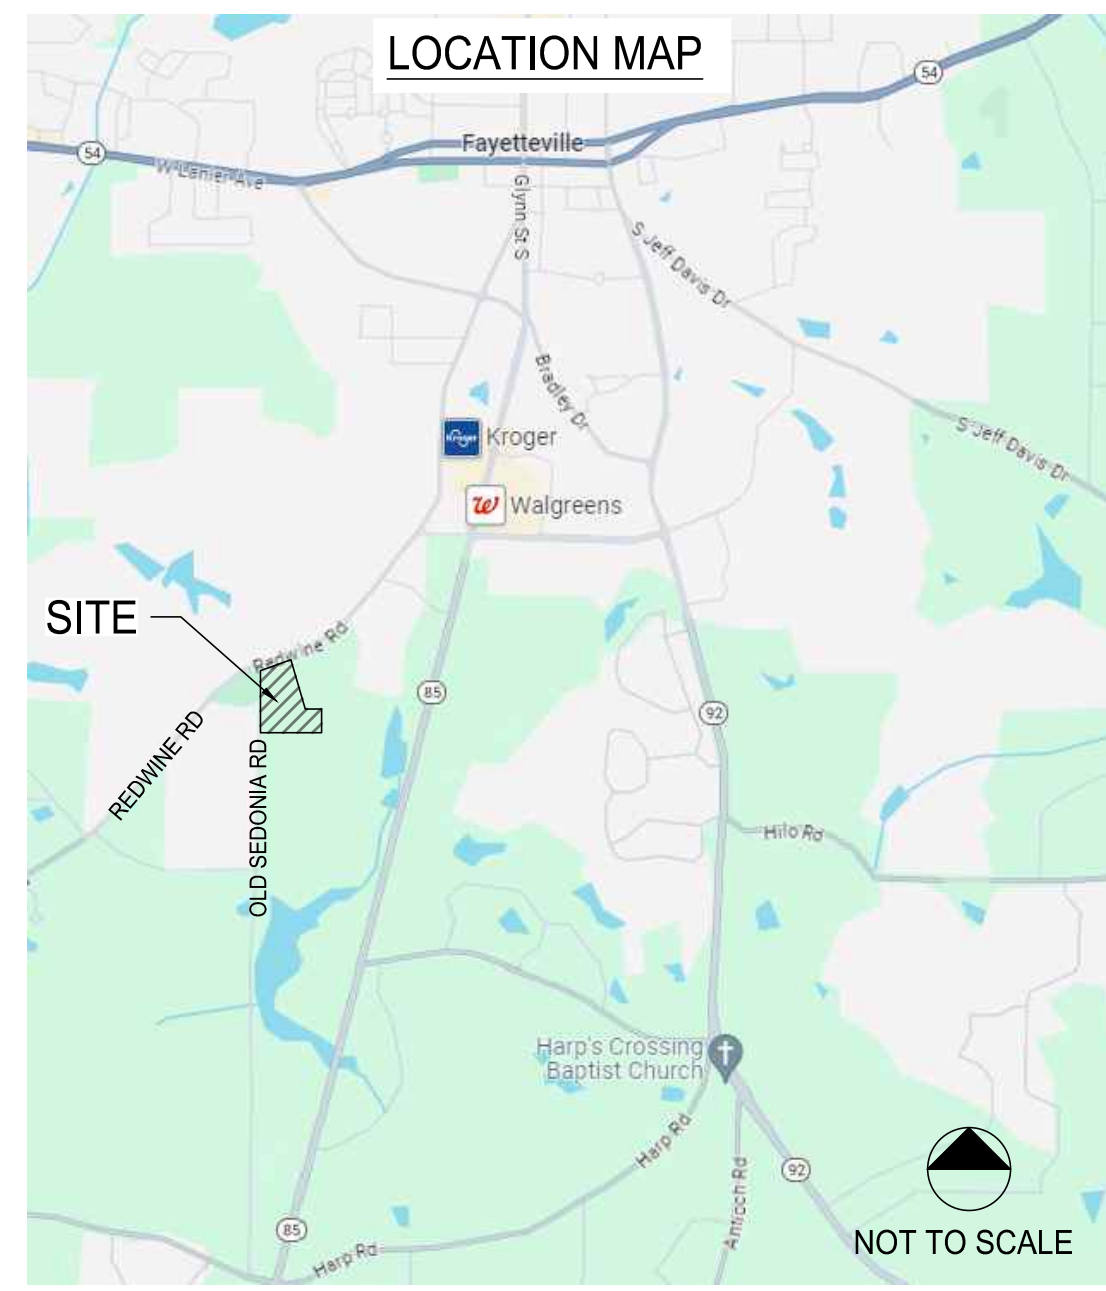 LOCATION MAP
54
Fayetteville
54
W Lanier Ave
Glynn St S
S Jeff Davis Dr
Bradley Dr
Kroger
Kroger
S Jeff Davis Dr
W
Walgreens
SITE
Redwine Rd
85
92
REDWINE RD
OLD SEDONIA RD
Hilo Rd
Harp's Crossing
Baptist Church
Harp Rd
Antioch Rd
92
85
Harp Rd
NOT TO SCALE